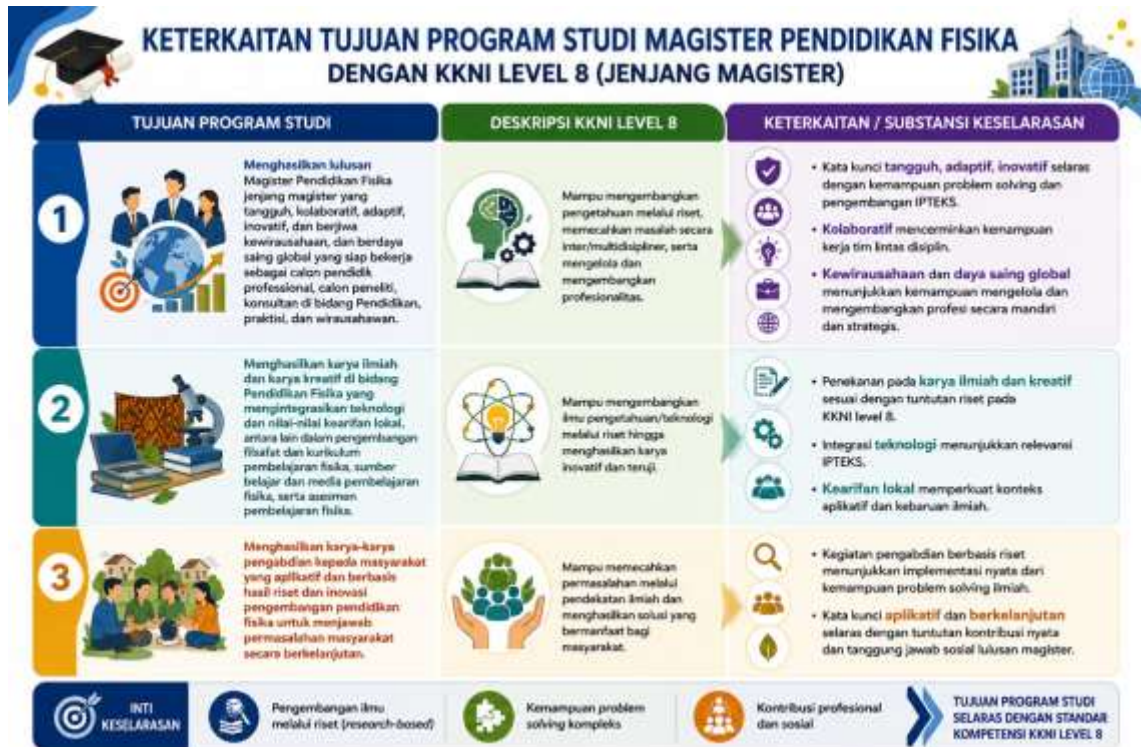 KETERKAITAN TUJUAN PROGRAM STUDI MAGISTER PENDIDIKAN FISIKA
DENGAN KKNI LEVEL 8 (JENJANG MAGISTER)
TUJUAN PROGRAM STUDI
DESKRIPSI KKNI LEVEL 8
KETERKAITAN / SUBSTANSI KESELARASAN
1
Menghasilkan lulusan
Magister Pendidikan Fisika
jenjang magister yang
tangguh, kolaboratif, adaptif,
inovatif, dan berjiwa
kewirausahaan, dan berdaya
saing global yang siap bekerja
sebagai calon pendidik
professional, calon peneliti,
konsultan di bidang Pendidikan,
praktisi, dan wirausahawan.
Mampu mengembangkan
pengetahuan melalui riset,
memecahkan masalah secara
inter/multidisipliner, serta
mengelola dan
mengembangkan
profesionalitas.
• Kata kunci tangguh, adaptif, inovatif selaras
dengan kemampuan problem solving dan
pengembangan IPTEKS.
• Kolaboratif mencerminkan kemampuan
kerja tim lintas disiplin.
• Kewirausahaan dan daya saing global
menunjukkan kemampuan mengelola dan
mengembangkan profesi secara mandiri
dan strategis.
2
Menghasilkan karya ilmiah
dan karya kreatif di bidang
Pendidikan Fisika yang
mengintegrasikan teknologi
dan nilai-nilai kearifan lokal,
antara lain dalam pengembangan
filsafat dan kurikulum
pembelajaran fisika, sumber
belajar dan media pembelajaran
fisika, serta asesmen
pembelajaran fisika.
Mampu mengembangkan
ilmu pengetahuan/teknologi
melalui riset hingga
menghasilkan karya
inovatif dan teruji.
• Penekanan pada karya ilmiah dan kreatif
sesuai dengan tuntutan riset pada
KKNI level 8.
• Integrasi teknologi menunjukkan relevansi
IPTEKS.
• Kearifan lokal memperkuat konteks
aplikatif dan kebaruan ilmiah.
3
Menghasilkan karya-karya
pengabdian kepada masyarakat
yang aplikatif dan berbasis
hasil riset dan inovasi
pengembangan pendidikan
fisika untuk menjawab
permasalahan masyarakat
secara berkelanjutan.
Mampu memecahkan
permasalahan melalui
pendekatan ilmiah dan
menghasilkan solusi yang
bermanfaat bagi
masyarakat.
• Kegiatan pengabdian berbasis riset
menunjukkan implementasi nyata dari
kemampuan problem solving ilmiah.
• Kata kunci aplikatif dan berkelanjutan
selaras dengan tuntutan kontribusi nyata
dan tanggung jawab sosial lulusan magister.
INTI
KESELARASAN
Pengembangan ilmu
melalui riset (research-based)
Kemampuan problem
solving kompleks
Kontribusi profesional
dan sosial
TUJUAN PROGRAM STUDI
SELARAS DENGAN STANDAR
KOMPETENSI KKNI LEVEL 8